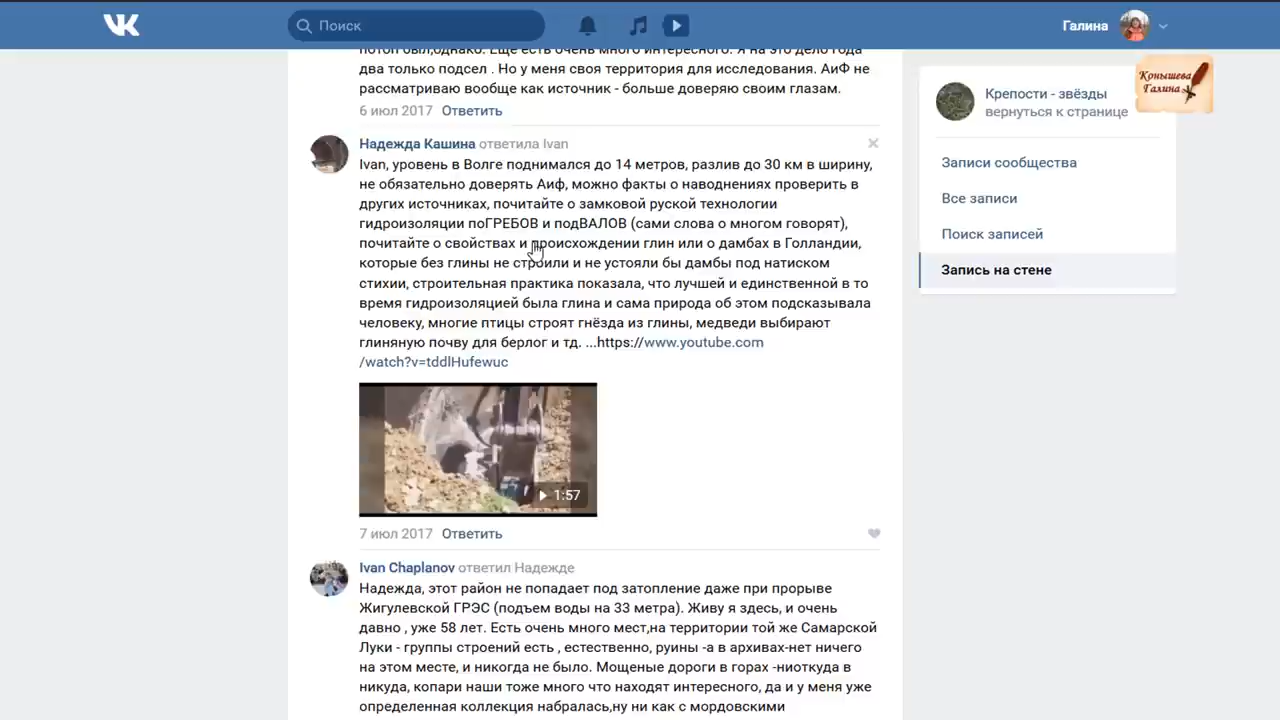 Поиск
Галина
потоп был,однако. Еще есть очень много интересного. Я на это дело года
два только подсел . Но у меня своя территория для исследования. АиФ не
рассматриваю вообще как источник - больше доверяю своим глазам.
6 июл 2017 Ответить
Надежда Кашина ответила Ivan
Ivan, уровень в Волге поднимался до 14 метров, разлив до 30 км в ширину,
не обязательно доверять Аиф, можно факты о наводнениях проверить в
других источниках, почитайте о замковой руской технологии
гидроизоляции поГРЕБОВ и подВАЛОВ (сами слова о многом говорят),
почитайте о свойствах и происхождении глин или о дамбах в Голландии,
которые без глины не строили и не устояли бы дамбы под натиском
стихии, строительная практика показала, что лучшей и единственной в то
время гидроизоляцией была глина и сама природа об этом подсказывала
человеку, многие птицы строят гнёзда из глины, медведи выбирают
глиняную почву для берлог и тд. ...https://www.youtube.com
/watch?v=tddlHufewuc
1:57
7 июл 2017 Ответить
Ivan Chaplanov ответил Надежде
Надежда, этот район не попадает под затопление даже при прорыве
Жигулевской ГРЭС (подъем воды на 33 метра). Живу я здесь, и очень
давно , уже 58 лет. Есть очень много мест,на территории той же Самарской
Луки - группы строений есть , естественно, руины -а в архивах-нет ничего
на этом месте, и никогда не было. Мощеные дороги в горах -ниоткуда в
никуда, копари наши тоже много что находят интересного, да и у меня уже
определенная коллекция набралась,ну ни как с мордовскими
Крепости - звёзды
вернуться к странице
Конышева
Галина
Записи сообщества
Все записи
Поиск записей
Запись на стене